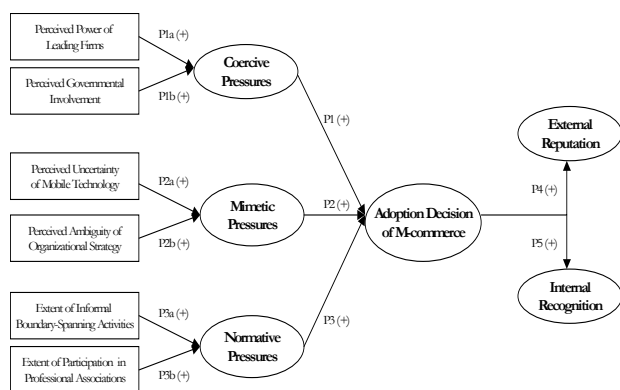 Perceived Power of
Leading Firms
P1a (+)
Perceived Governmental
Involvement
P1b (+)
Coercive
Pressures
P1 (+)
Perceived Uncertainty
of Mobile Technology
P2a (+)
Perceived Ambiguity of
Organizational Strategy
P2b (+)
Mimetic
Pressures
P2 (+)
Extent of Informal
Boundary-Spanning Activities
P3a (+)
Extent of Participation in
Professional Associations
P3b (+)
Normative
Pressures
P3 (+)
Adoption Decision
of M-commerce
External
Reputation
P4 (+)
P5 (+)
Internal
Recognition